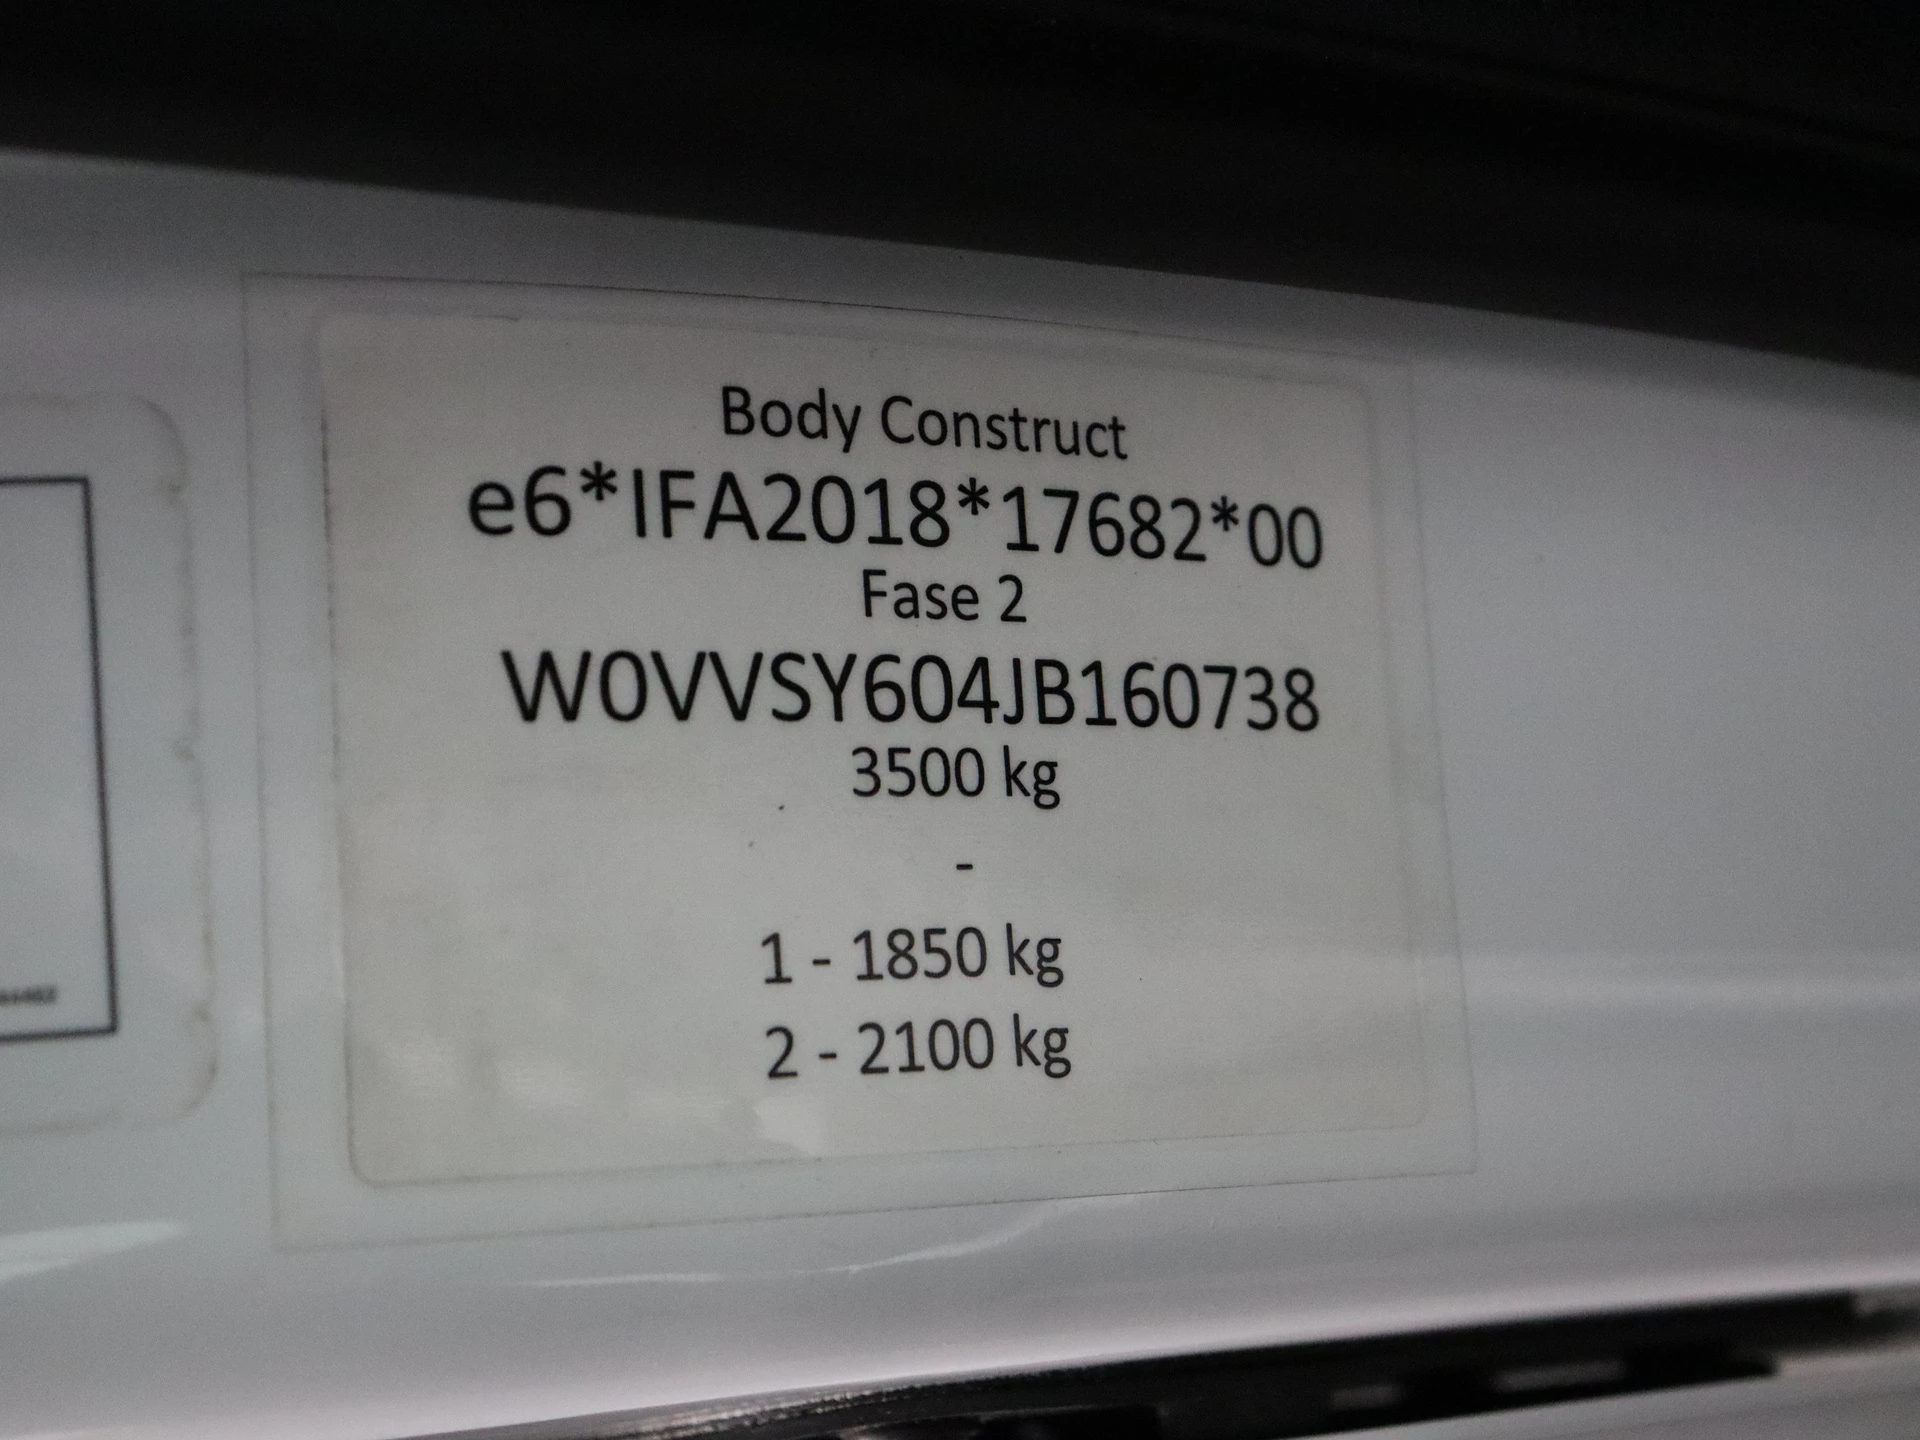 Body Construct
e6*IFA2018*17682*00
Fase 2
W0VVSY604JB160738
3500 kg
-
1 - 1850 kg
2 - 2100 kg